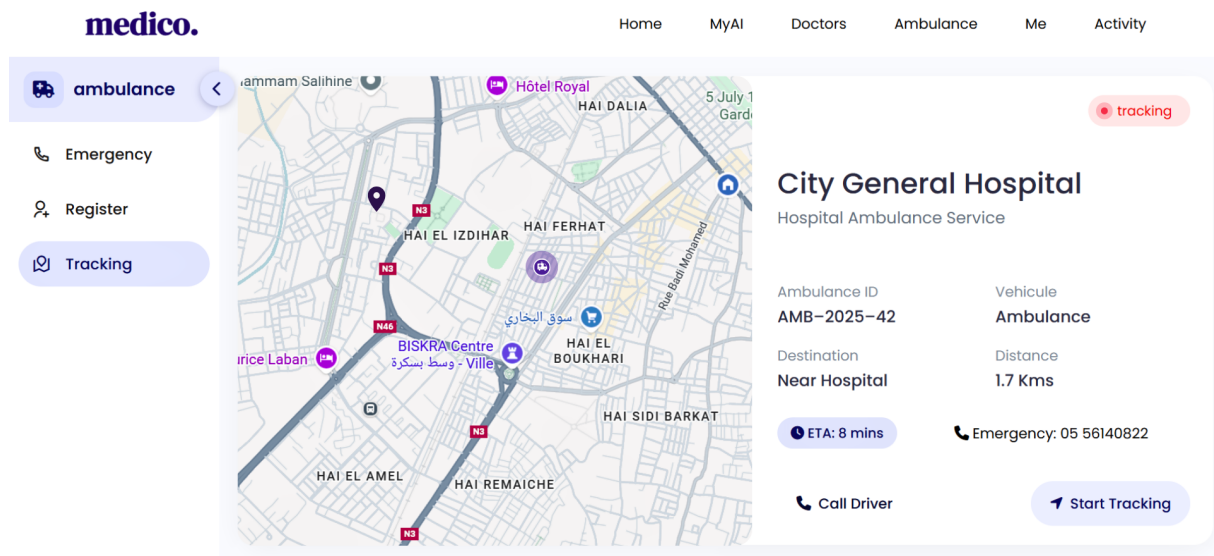 medico.
Home MyAI Doctors Ambulance Me Activity
ambulance
Emergency
Register
Tracking
ammam Salihine
Hôtel Royal
HAI DALIA
5 July 1
Garde
N3
HAI EL IZDIHAR
HAI FERHAT
N3
Rue Badi Mohamed
سوق البخاري
N46
BISKRA Centre
- Ville وسط بسكرة
urice Laban
HAI EL
BOUKHARI
HAI SIDI BARKAT
N3
HAI EL AMEL
HAI REMAICHE
N3
tracking
City General Hospital
Hospital Ambulance Service
Ambulance ID Vehicule
AMB–2025–42 Ambulance
Destination Distance
Near Hospital 1.7 Kms
ETA: 8 mins Emergency: 05 56140822
Call Driver Start Tracking